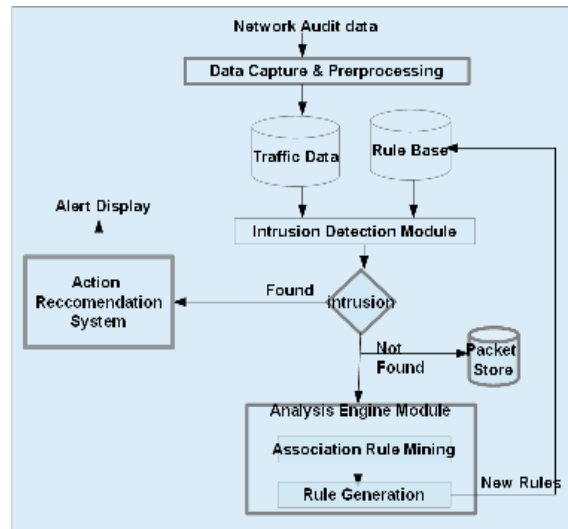 Network Audit data
Data Capture & Prerprocessing
Traffic Data
Rule Base
Alert Display
Intrusion Detection Module
Action
Reccomendation
System
Found
intrusion
Not
Found
Packet
Store
Analysis Engine Module
Association Rule Mining
Rule Generation
New Rules